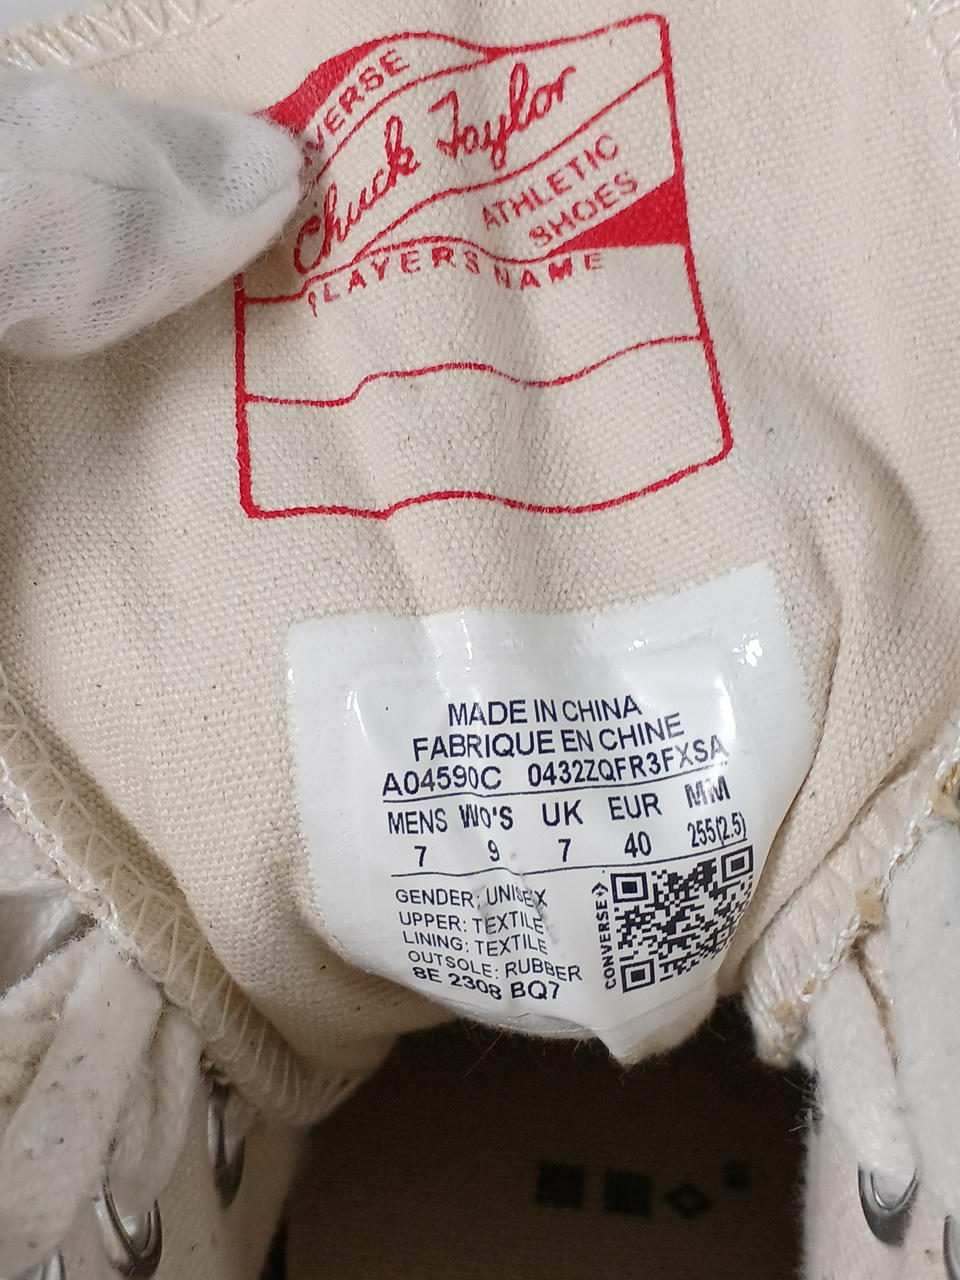 VERSE
Chuck Taylor
ATHLETIC
SHOES
PLAYERS NAME
MADE IN CHINA
FABRIQUE EN CHINE
A04590C 0432ZQFR3FXSA
MENS WO'S UK EUR MM
7 9 7 40 255(2.5)
GENDER: UNISEX
UPPER: TEXTILE
LINING: TEXTILE
OUTSOLE: RUBBER
8E 2308 BQ7
CONVERSE